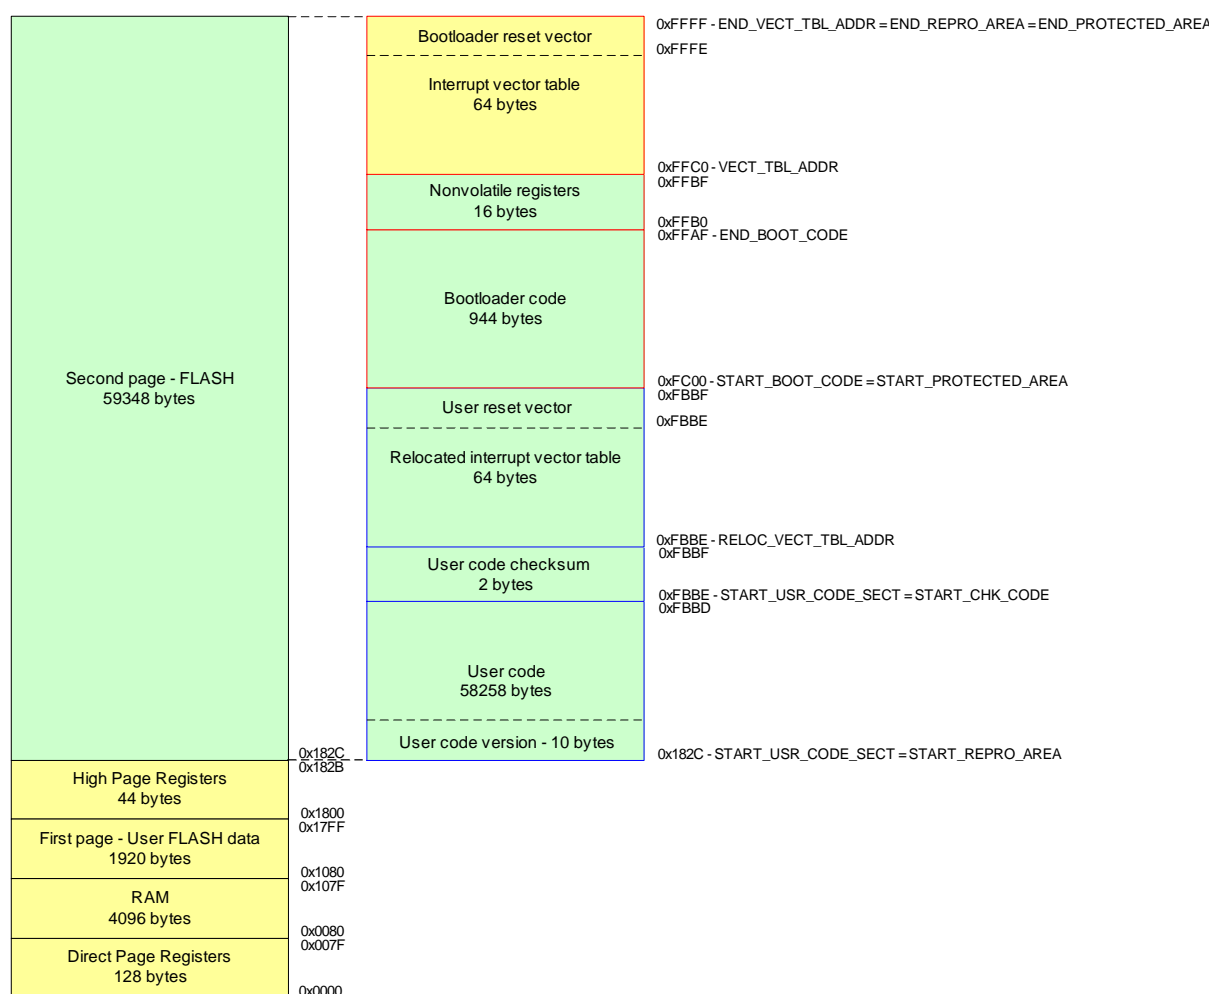 Bootloader reset vector
0xFFFF - END_VECT_TBL_ADDR = END_REPRO_AREA = END_PROTECTED_AREA
0xFFFE
Interrupt vector table
64 bytes
0xFFC0 - VECT_TBL_ADDR
0xFFBF
Nonvolatile registers
16 bytes
0xFFB0
0xFFAF - END_BOOT_CODE
Bootloader code
944 bytes
Second page - FLASH
59348 bytes
0xFC00 - START_BOOT_CODE = START_PROTECTED_AREA
0xFBBF
User reset vector
0xFBBE
Relocated interrupt vector table
64 bytes
0xFBBE - RELOC_VECT_TBL_ADDR
0xFBBF
User code checksum
2 bytes
0xFBBE - START_USR_CODE_SECT = START_CHK_CODE
0xFBBD
User code
58258 bytes
User code version - 10 bytes
0x182C - START_USR_CODE_SECT = START_REPRO_AREA
0x182C
0x182B
High Page Registers
44 bytes
0x1800
0x17FF
First page - User FLASH data
1920 bytes
0x1080
0x107F
RAM
4096 bytes
0x0080
0x007F
Direct Page Registers
128 bytes
0x0000